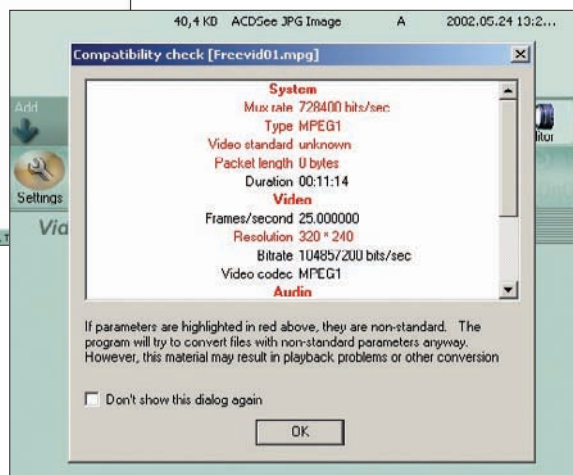 40,4 KB ACDSee JPG Image A 2002.05.24 13:2...
Compatibility check [Freevid01.mpg]
Add
Settings
System
Mux rate 728400 bits/sec
Type MPEG1
Video standard unknown
Packet length 0 bytes
Duration 00:11:14
Video
Frames/second 25.000000
Resolution 320 * 240
Bitrate 104857200 bits/sec
Video codec MPEG1
Audio
If parameters are highlighted in red above, they are non-standard. The
program will try to convert files with non-standard parameters anyway.
However, this material may result in playback problems or other conversion
Don't show this dialog again
OK